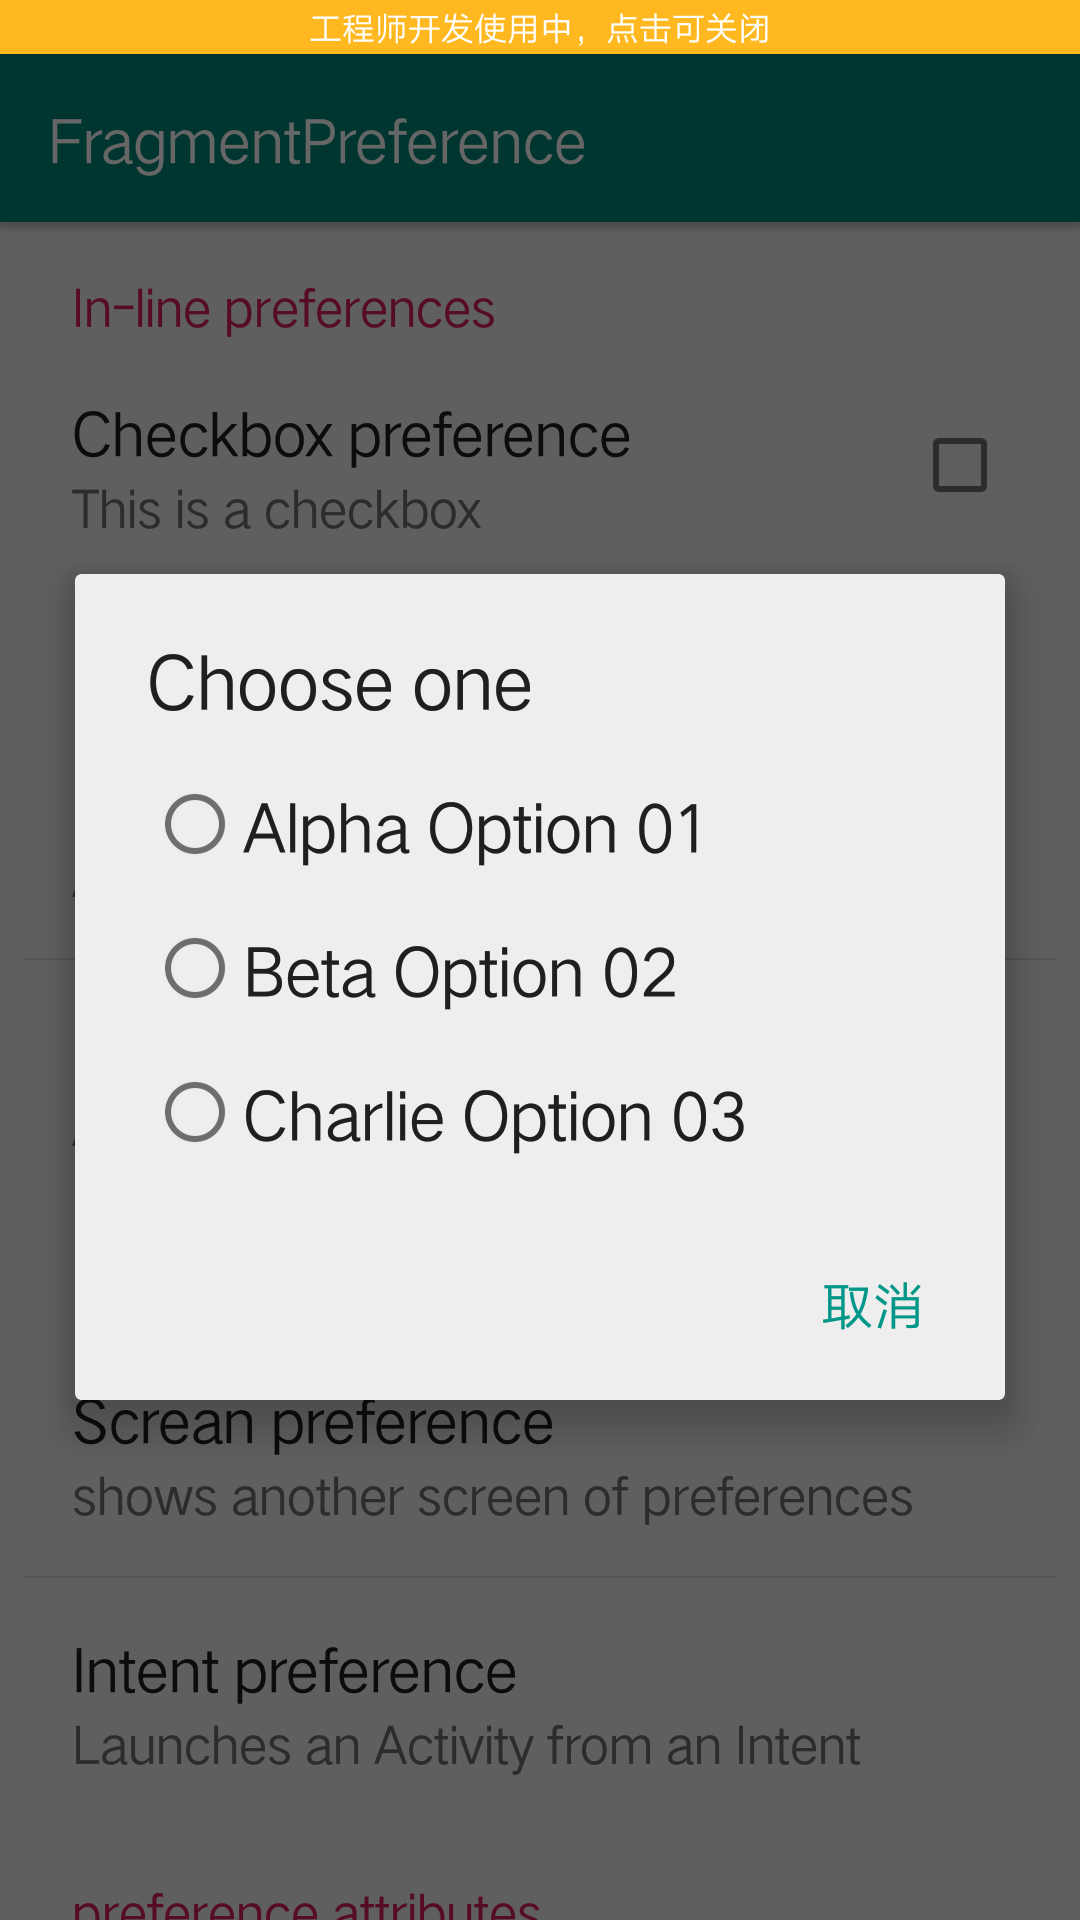 工程师开发使用中，点击可关闭
FragmentPreference
In-line preferences
Checkbox preference
This is a checkbox
Choose one
Alpha Option 01
Beta Option 02
Charlie Option 03
取消
Screan preference
shows another screen of preferences
Intent preference
Launches an Activity from an Intent
preference attributes